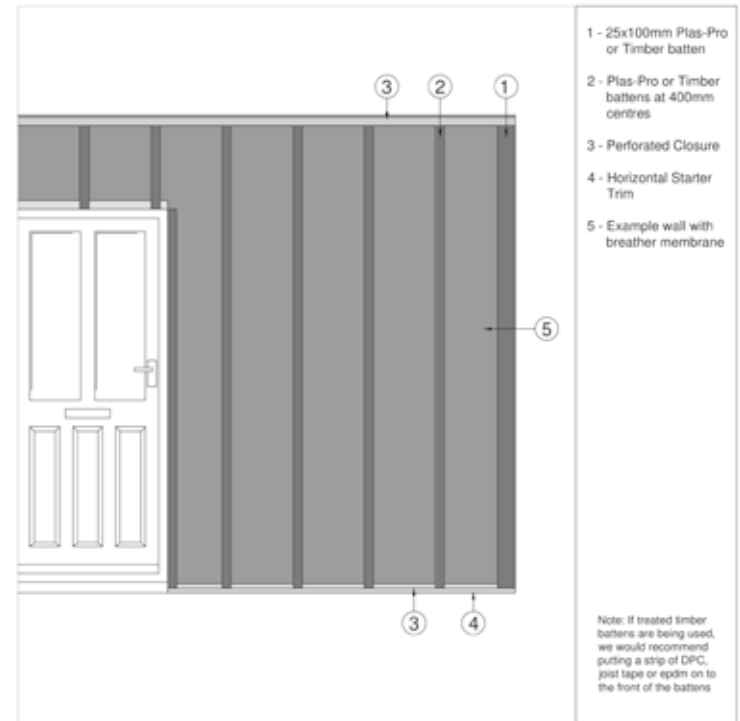 3
2
1
5
3
4
1 - 25x100mm Plas-Pro
or Timber batten
2 - Plas-Pro or Timber
battens at 400mm
centres
3 - Perforated Closure
4 - Horizontal Starter
Trim
5 - Example wall with
breather membrane
Note: If treated timber
battens are being used,
we would recommend
putting a strip of DPC,
joist tape or epdm on to
the front of the battens